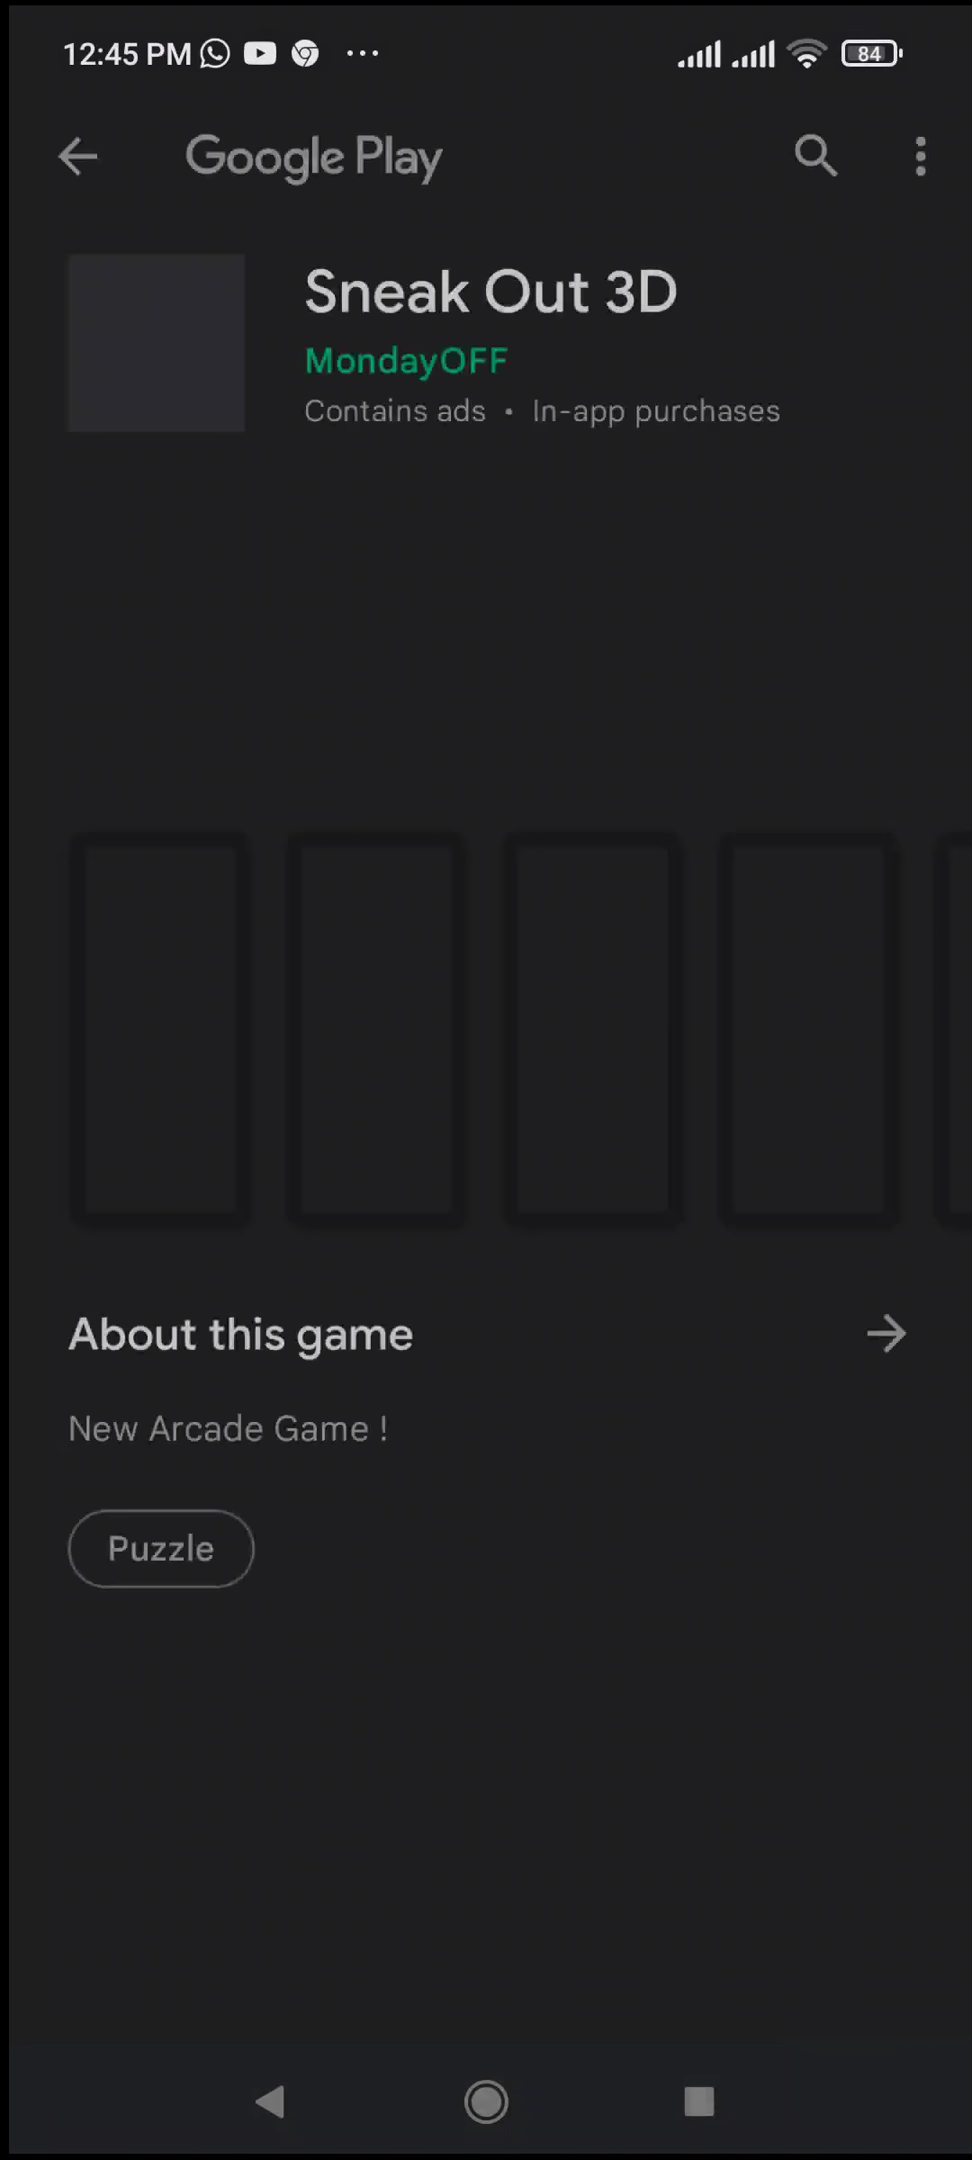 12:45 PM ... 84
Google Play
Sneak Out 3D
MondayOFF
Contains ads • In-app purchases
About this game
New Arcade Game !
Puzzle